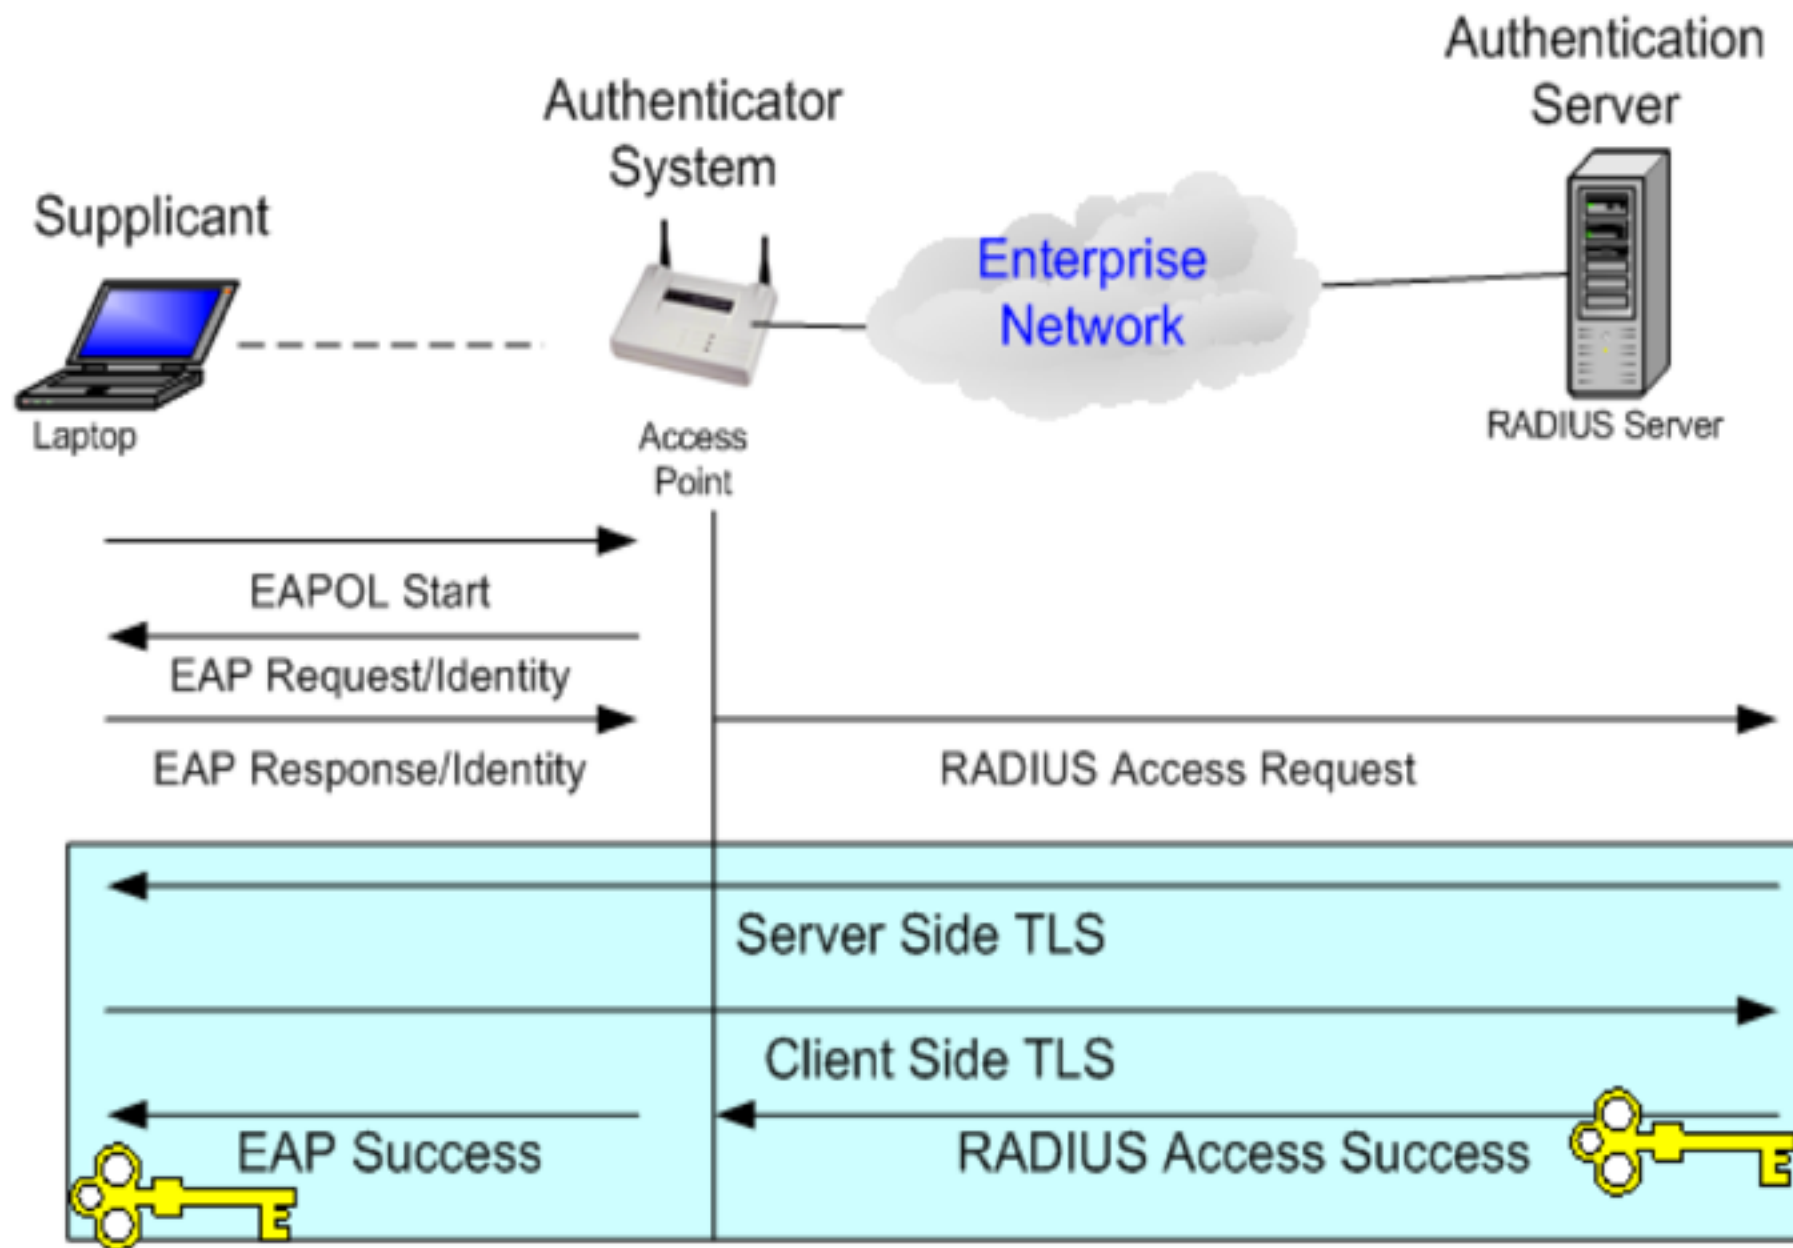 Authentication
Server
Authenticator
System
Supplicant
Enterprise
Network
Laptop
Access
Point
RADIUS Server
EAPOL Start
EAP Request/Identity
EAP Response/Identity
RADIUS Access Request
Server Side TLS
Client Side TLS
EAP Success
RADIUS Access Success